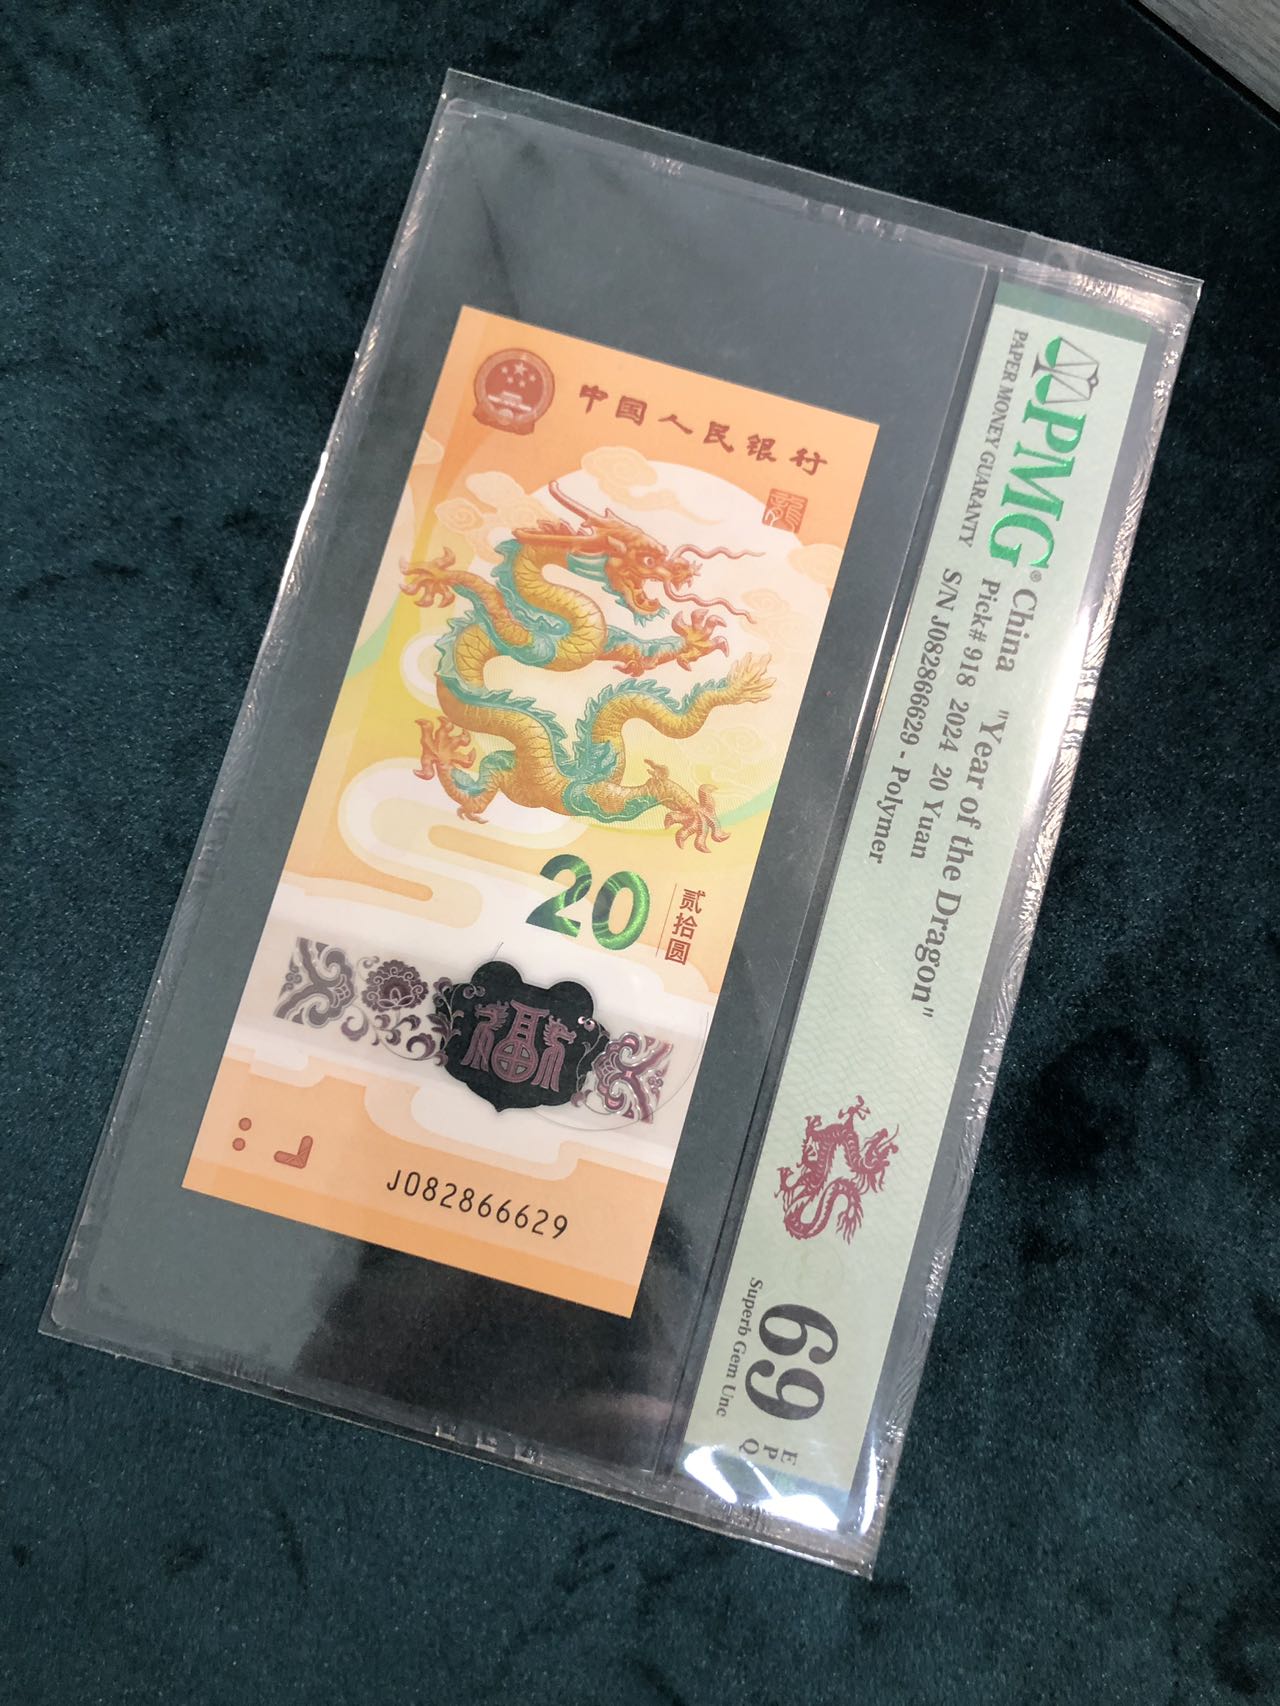 中国人民银行
龙
20
贰拾圆
福
J082866629
PMG®
PAPER MONEY GUARANTY
China "Year of the Dragon"
Pick# 918 2024 20 Yuan
S/N J082866629 - Polymer
69
Superb Gem Unc
E
P
Q